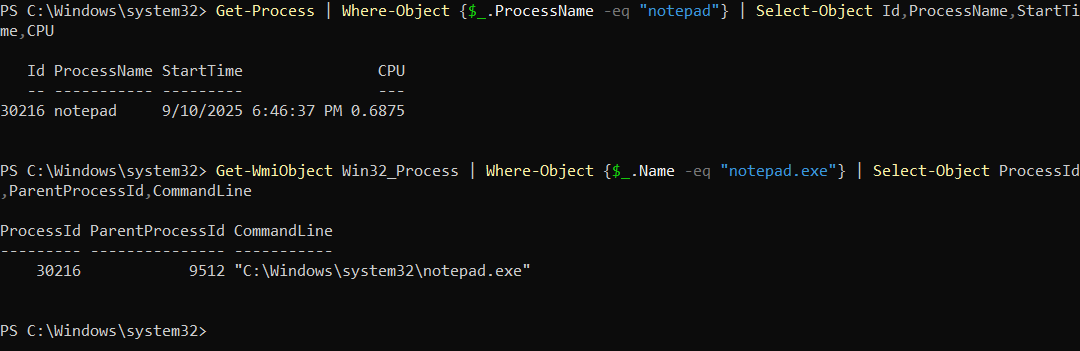 PS C:\Windows\system32> Get-Process | Where-Object {$_.ProcessName -eq "notepad"} | Select-Object Id,ProcessName,StartTi
me,CPU
   Id ProcessName StartTime               CPU
   -- ----------- ---------               ---
30216 notepad     9/10/2025 6:46:37 PM 0.6875
PS C:\Windows\system32> Get-WmiObject Win32_Process | Where-Object {$_.Name -eq "notepad.exe"} | Select-Object ProcessId
,ParentProcessId,CommandLine
ProcessId ParentProcessId CommandLine
--------- --------------- -----------
    30216            9512 "C:\Windows\system32\notepad.exe"
PS C:\Windows\system32>